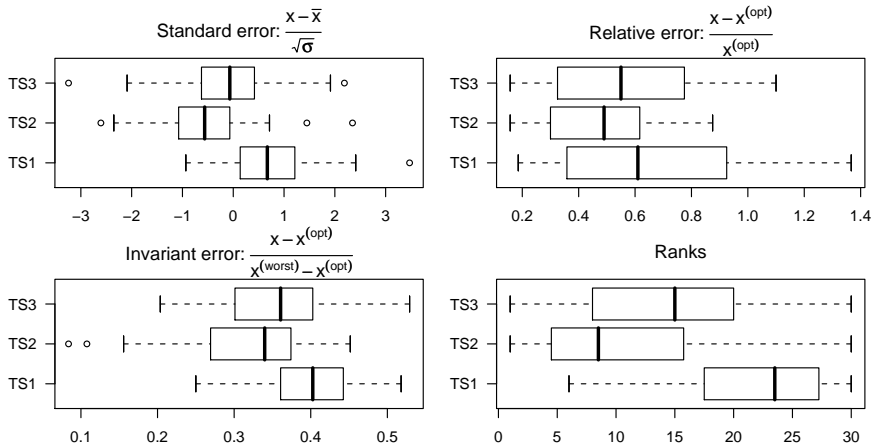 Standard error: x − x̄ / √σ
TS3
TS2
TS1
−3 −2 −1 0 1 2 3
Relative error: x − x^(opt) / x^(opt)
TS3
TS2
TS1
0.2 0.4 0.6 0.8 1.0 1.2 1.4
Invariant error: x − x^(opt) / x^(worst) − x^(opt)
TS3
TS2
TS1
0.1 0.2 0.3 0.4 0.5
Ranks
TS3
TS2
TS1
0 5 10 15 20 25 30